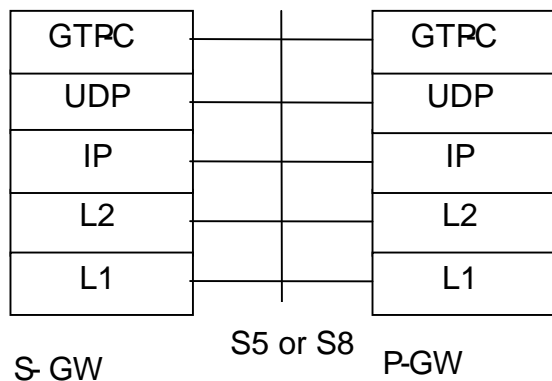 GTP-C GTP-C
UDP UDP
IP IP
L2 L2
L1 L1
S5 or S8
S- GW P-GW